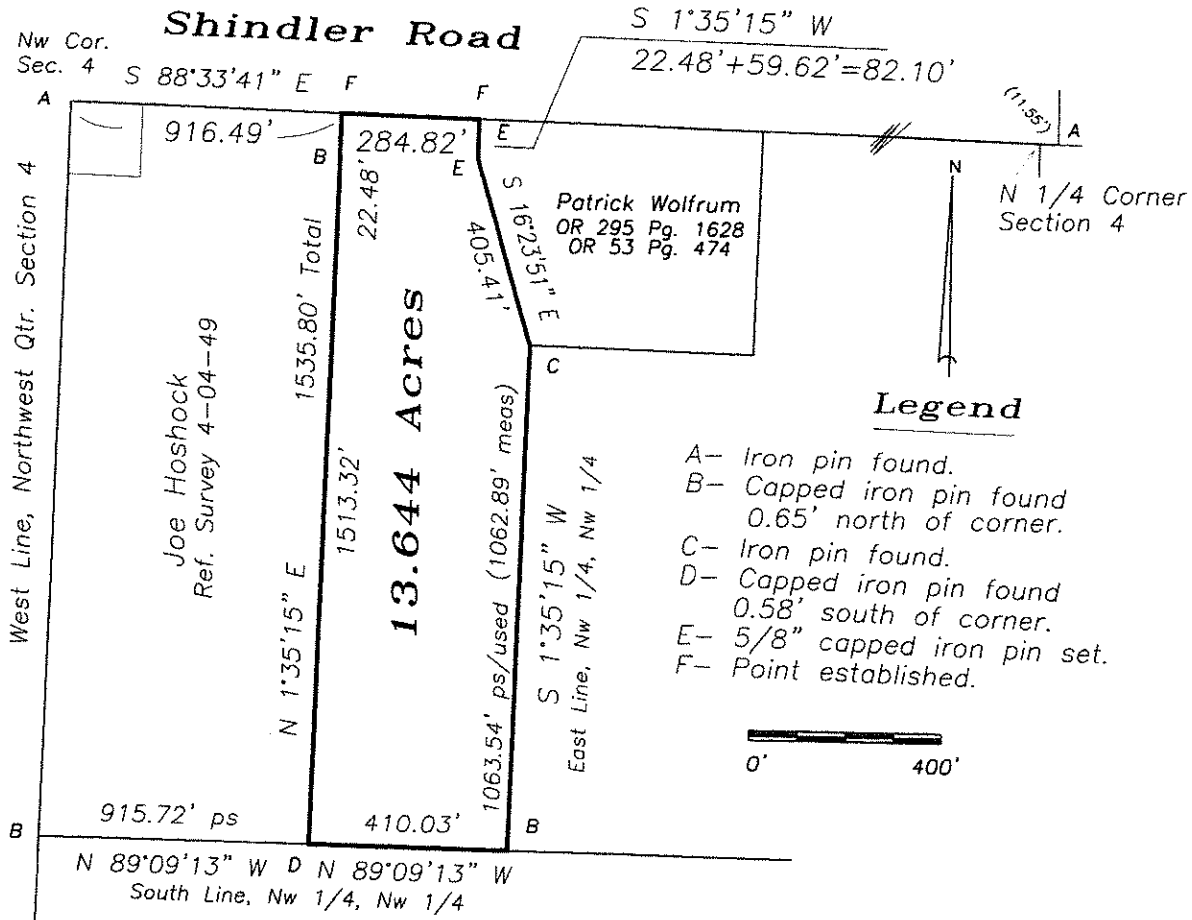 Shindler Road
S 1°35'15" W
22.48'+59.62'=82.10'
Nw Cor.
Sec. 4
S 88°33'41" E
F
F
A
916.49'
284.82'
B
E
E
22.48'
(11.55')
A
N
N 1/4 Corner
Section 4
Patrick Wolfrum
OR 295 Pg. 1628
OR 53 Pg. 474
S 16°23'51" E
405.41'
C
West Line, Northwest Qtr. Section 4
Joe Hoshock
Ref. Survey 4-04-49
1535.80' Total
N 1°35'15" E
1513.32'
13.644 Acres
1063.54' ps/used (1062.89' meas)
S 1°35'15" W
East Line, Nw 1/4, Nw 1/4
Legend
A- Iron pin found.
B- Capped iron pin found
0.65' north of corner.
C- Iron pin found.
D- Capped iron pin found
0.58' south of corner.
E- 5/8" capped iron pin set.
F- Point established.
0'
400'
B
915.72' ps
410.03'
B
N 89°09'13" W
D
N 89°09'13" W
South Line, Nw 1/4, Nw 1/4